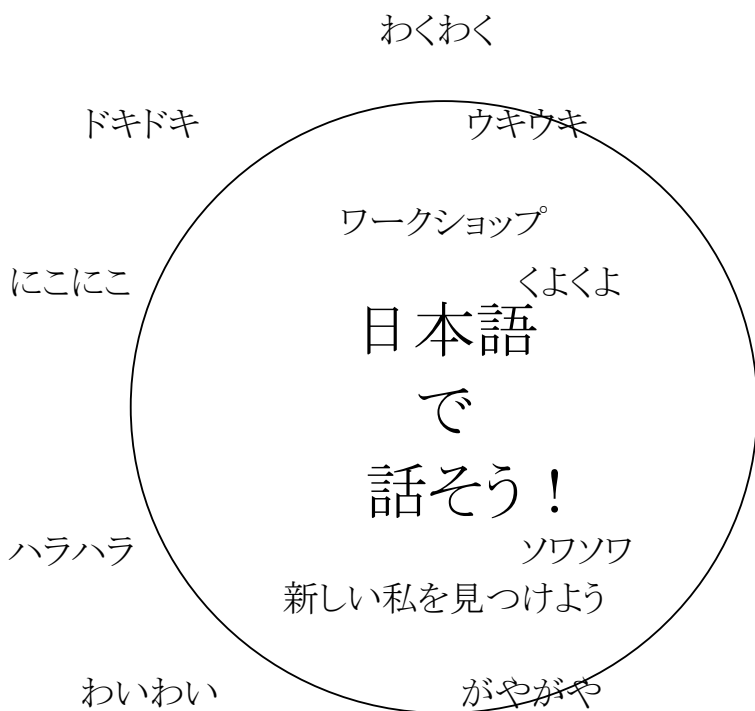 わくわく
ドキドキ
ウキウキ
ワークショップ
にこにこ
くよくよ
日本語
で
話そう！
ハラハラ
ソワソワ
新しい私を見つけよう
わいわい
がやがや